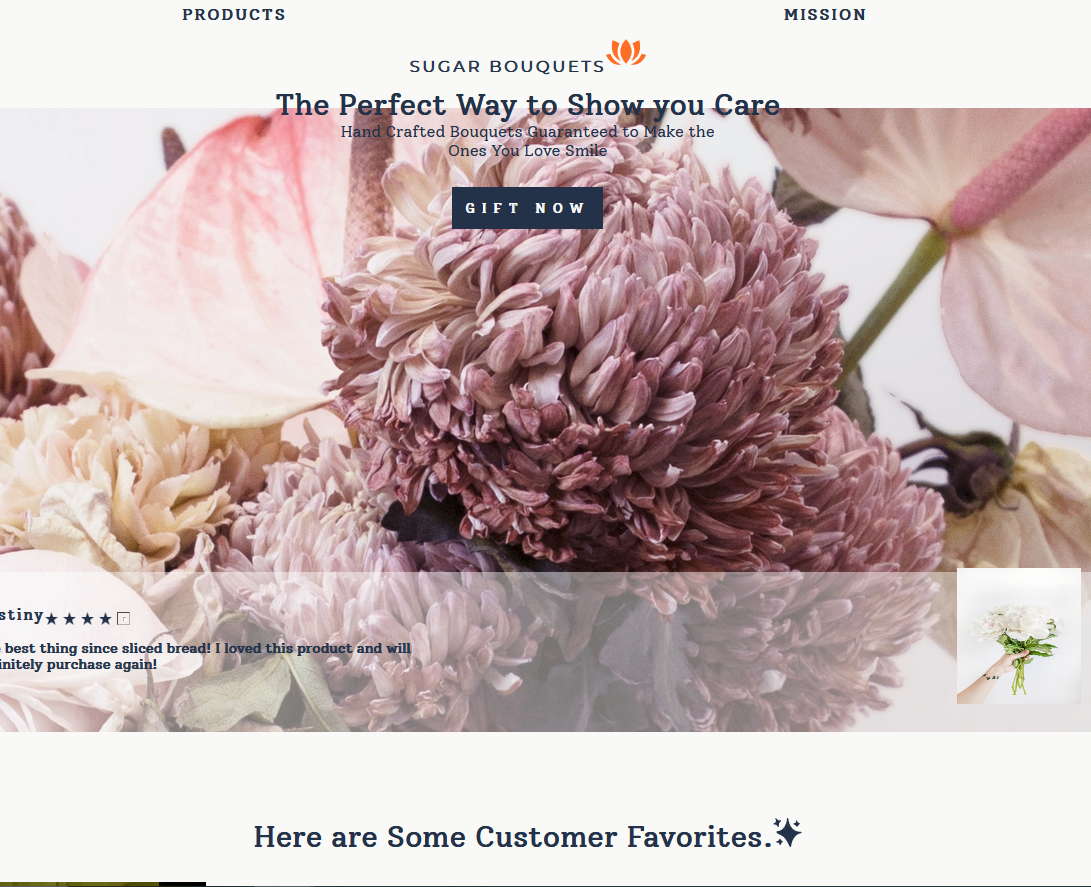 PRODUCTS
MISSION
SUGAR BOUQUETS
The Perfect Way to Show you Care
Hand Crafted Bouquets Guaranteed to Make the
Ones You Love Smile
GIFT NOW
stiny ★★★★
best thing since sliced bread! I loved this product and will
initely purchase again!
Here are Some Customer Favorites.